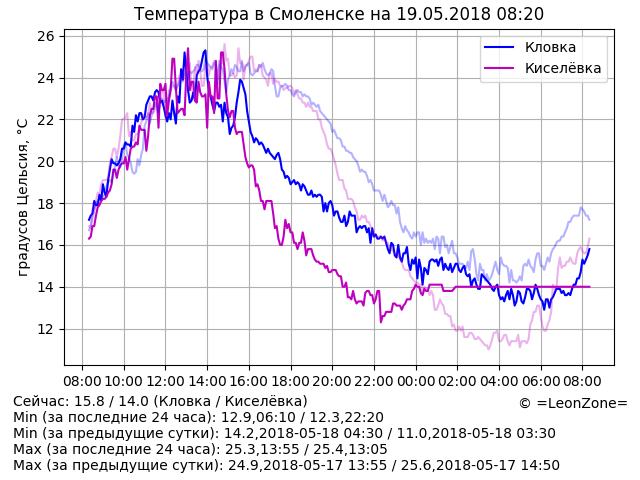 Температура в Смоленске на 19.05.2018 08:20
градусов Цельсия, °C
26
24
22
20
18
16
14
12
Кловка
Киселёвка
08:00 10:00 12:00 14:00 16:00 18:00 20:00 22:00 00:00 02:00 04:00 06:00 08:00
Сейчас: 15.8 / 14.0 (Кловка / Киселёвка)
© =LeonZone=
Min (за последние 24 часа): 12.9,06:10 / 12.3,22:20
Min (за предыдущие сутки): 14.2,2018-05-18 04:30 / 11.0,2018-05-18 03:30
Max (за последние 24 часа): 25.3,13:55 / 25.4,13:05
Max (за предыдущие сутки): 24.9,2018-05-17 13:55 / 25.6,2018-05-17 14:50